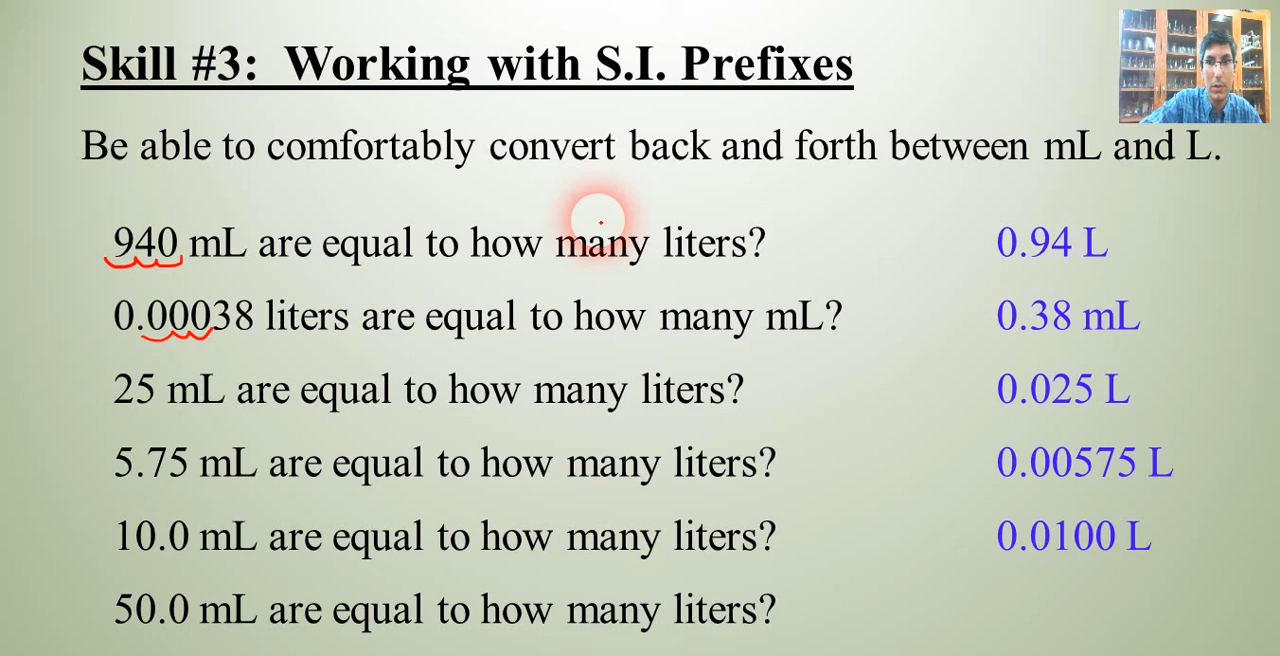 Skill #3: Working with S.I. Prefixes
Be able to comfortably convert back and forth between mL and L.
940 mL are equal to how many liters? 0.94 L
0.00038 liters are equal to how many mL? 0.38 mL
25 mL are equal to how many liters? 0.025 L
5.75 mL are equal to how many liters? 0.00575 L
10.0 mL are equal to how many liters? 0.0100 L
50.0 mL are equal to how many liters?